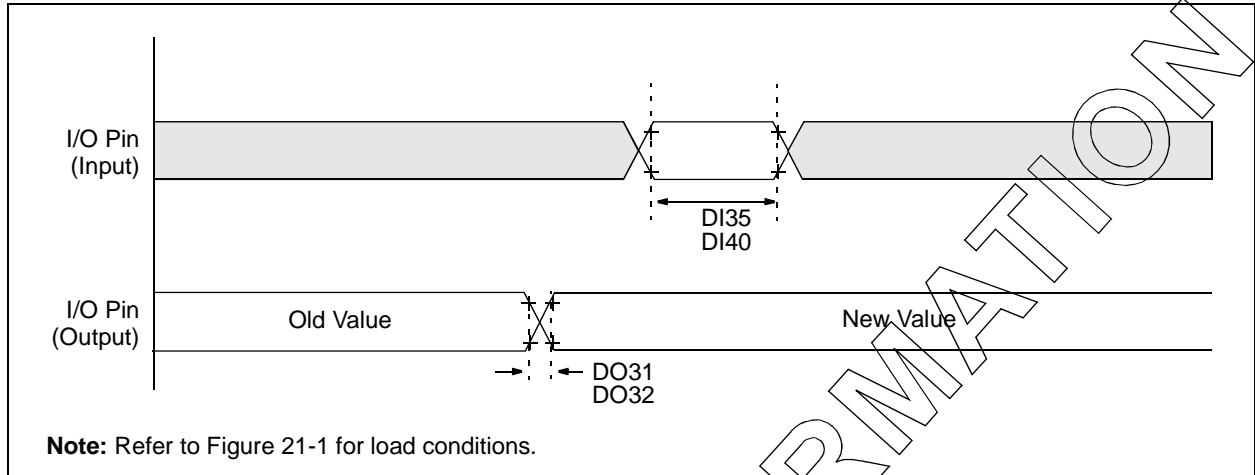 I/O Pin
(Input)
DI35
DI40
I/O Pin
(Output)
Old Value
New Value
DO31
DO32
Note: Refer to Figure 21-1 for load conditions.
RMATION